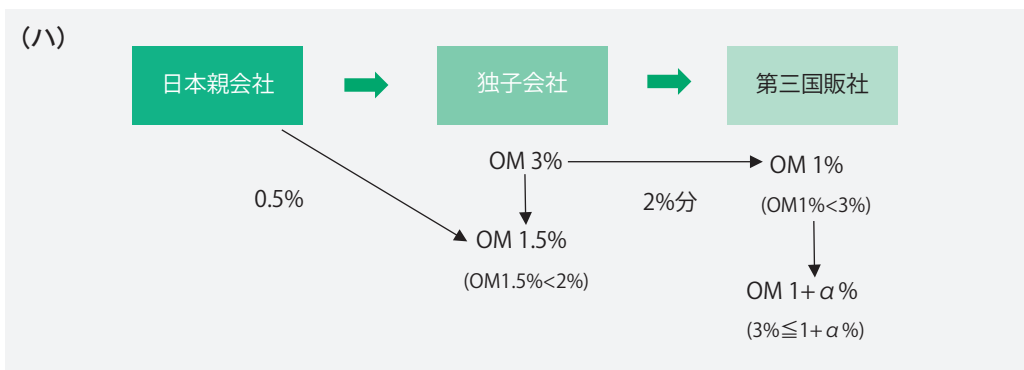 (ハ)
日本親会社
独子会社
第三国販社
OM 3%
OM 1%
0.5%
2%分
(OM1%<3%)
OM 1.5%
(OM1.5%<2%)
OM 1+α%
(3%≦1+α%)